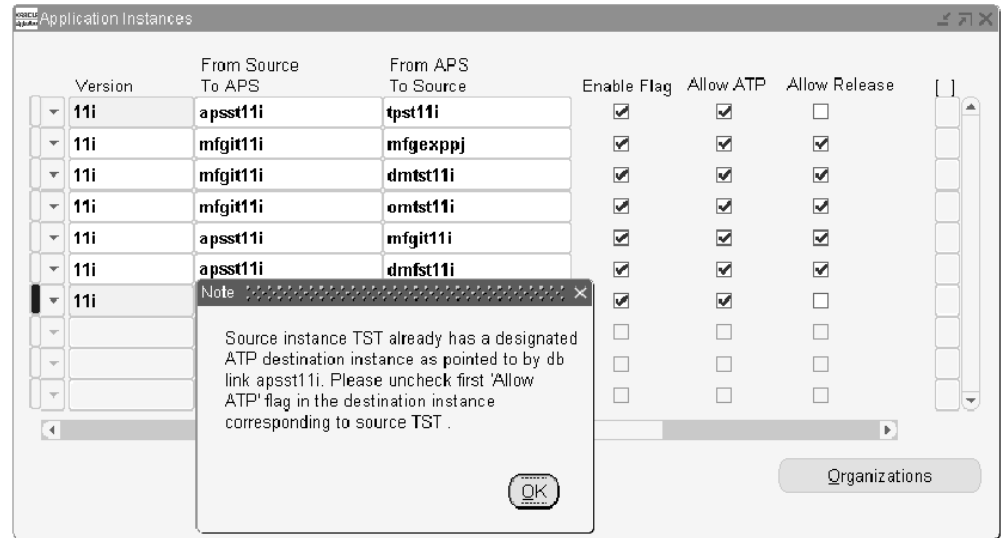 Application Instances
Version From Source To APS From APS To Source Enable Flag Allow ATP Allow Release [ ]
11i apsst11i tpst11i
11i mfgit11i mfgexppj
11i mfgit11i drntst11i
11i mfgit11i orntst11i
11i apsst11i mfgit11i
11i apsst11i drnfst11i
11i
Note
Source instance TST already has a designated
ATP destination instance as pointed to by db
link apsst11i. Please uncheck first 'Allow
ATP' flag in the destination instance
corresponding to source TST .
OK
Organizations